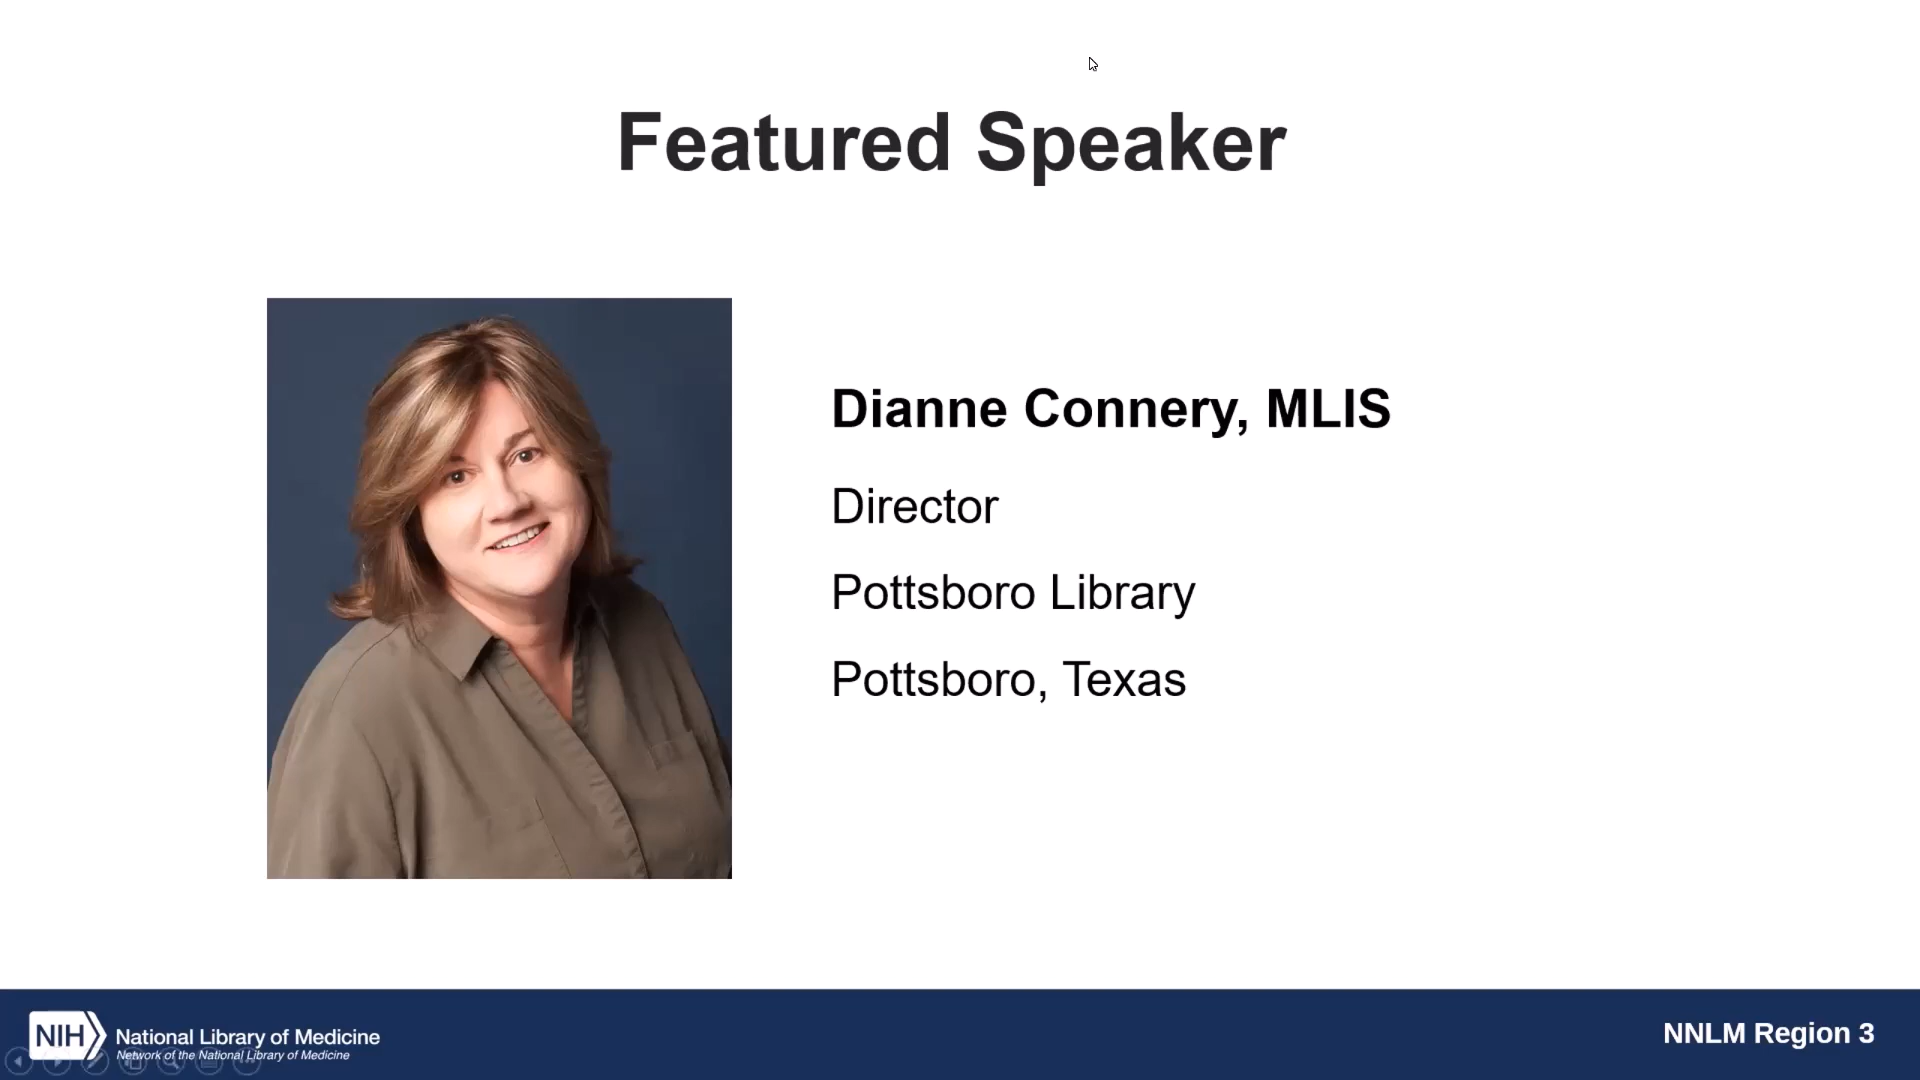 Featured Speaker
Dianne Connery, MLIS
Director
Pottsboro Library
Pottsboro, Texas
NIH
National Library of Medicine
Network of the National Library of Medicine
NNLM Region 3